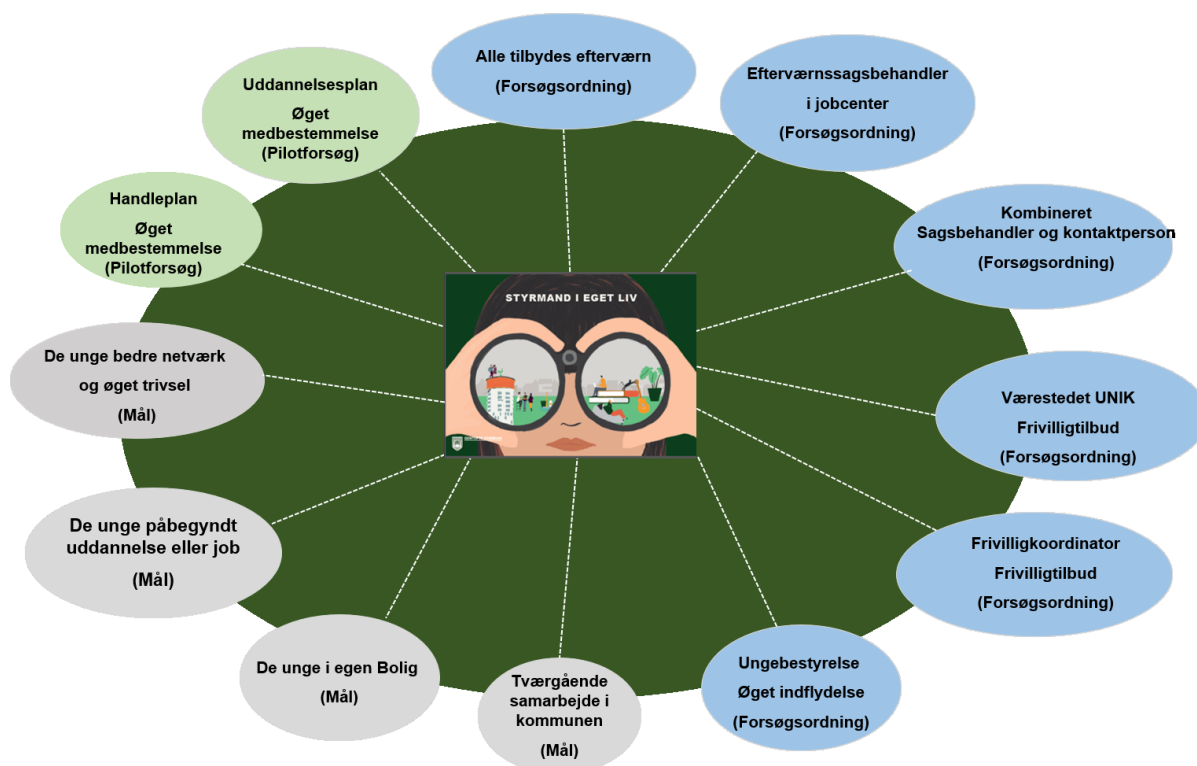 Alle tilbydes efterværn
(Forsøgsordning)
Efterværnssagsbehandler
i jobcenter
(Forsøgsordning)
Kombineret
Sagsbehandler og kontaktperson
(Forsøgsordning)
Værestedet UNIK
Frivilligtilbud
(Forsøgsordning)
Frivilligkoordinator
Frivilligtilbud
(Forsøgsordning)
Ungebestyrelse
Øget indflydelse
(Forsøgsordning)
Tværgående
samarbejde i
kommunen
(Mål)
De unge i egen Bolig
(Mål)
De unge påbegyndt
uddannelse eller job
(Mål)
De unge bedre netværk
og øget trivsel
(Mål)
Handleplan
Øget
medbestemmelse
(Pilotforsøg)
Uddannelsesplan
Øget
medbestemmelse
(Pilotforsøg)
STYRMAND I EGET LIV